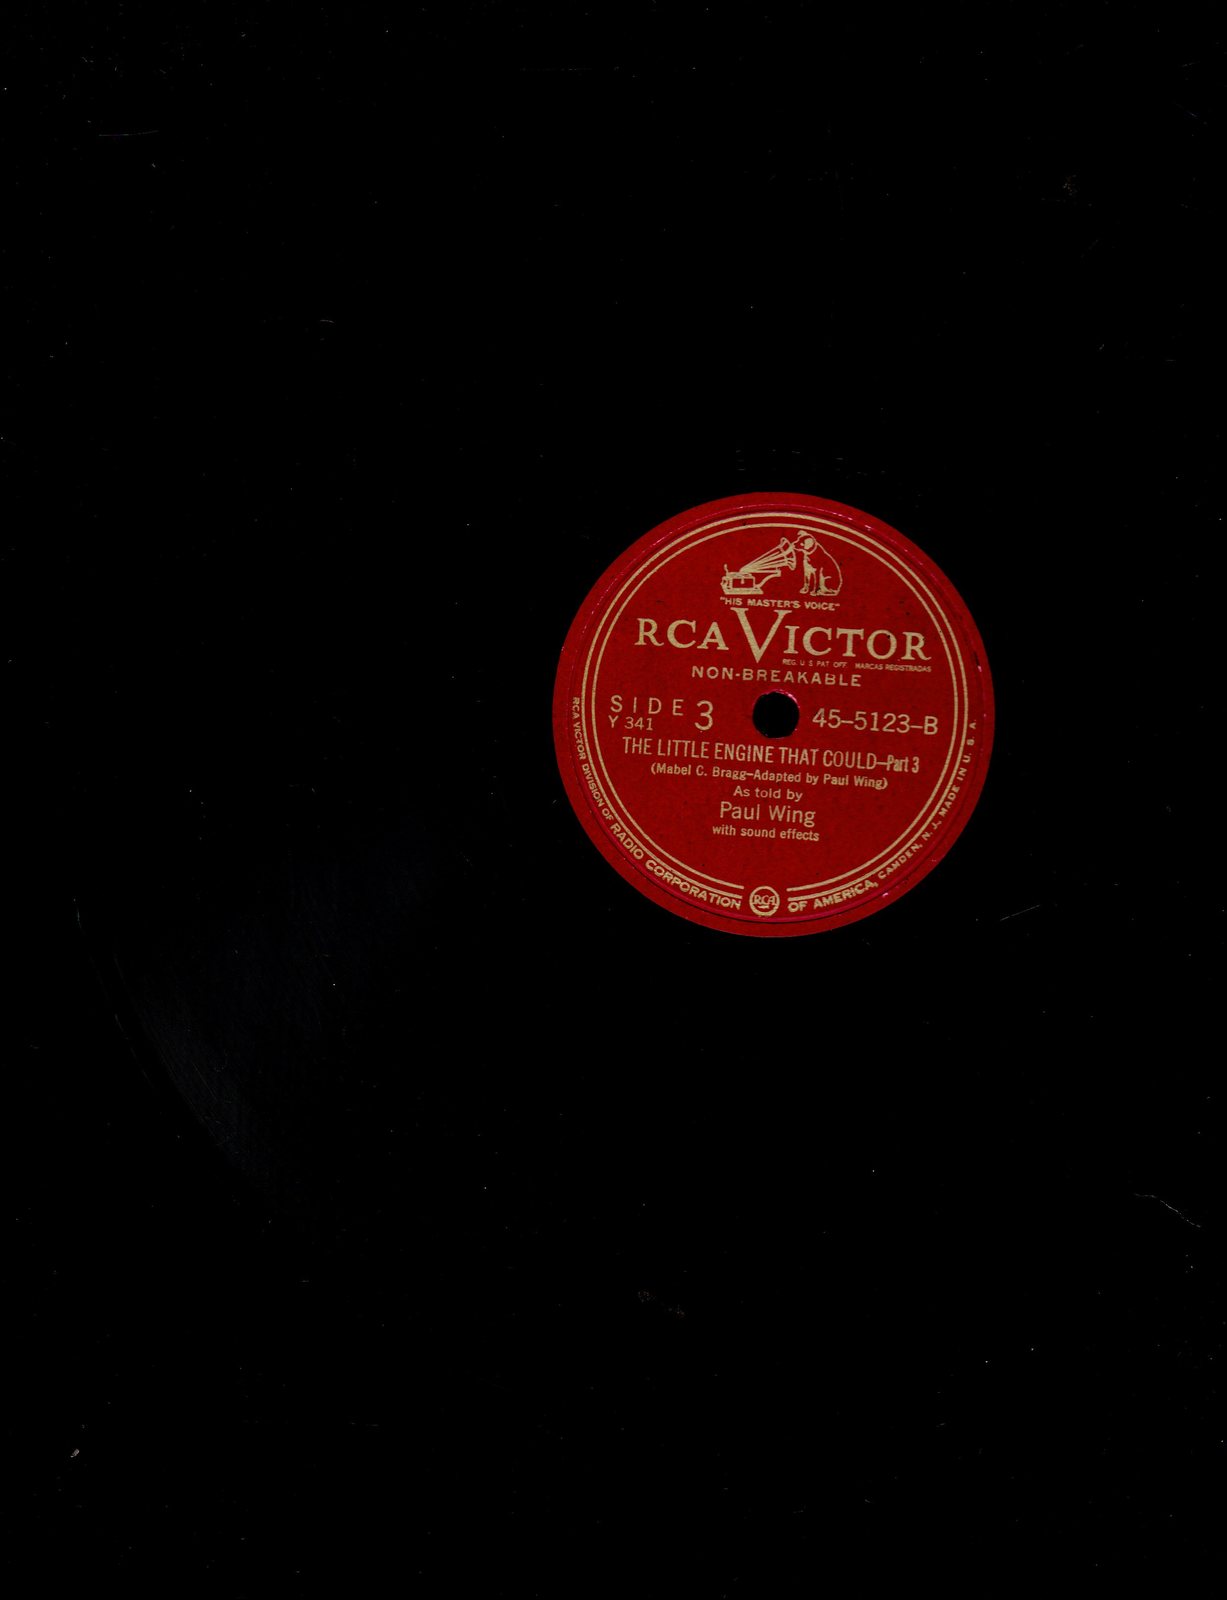 "HIS MASTER'S VOICE"
RCA VICTOR
REG. U S PAT OFF. MARCAS REGISTRADAS
NON-BREAKABLE
SIDE 3
Y 341
45-5123-B
THE LITTLE ENGINE THAT COULD—Part 3
(Mabel C. Bragg-Adapted by Paul Wing)
As told by
Paul Wing
with sound effects
RCA VICTOR DIVISION OF RADIO CORPORATION RCA OF AMERICA, CAMDEN, N. J., MADE IN U. S. A.